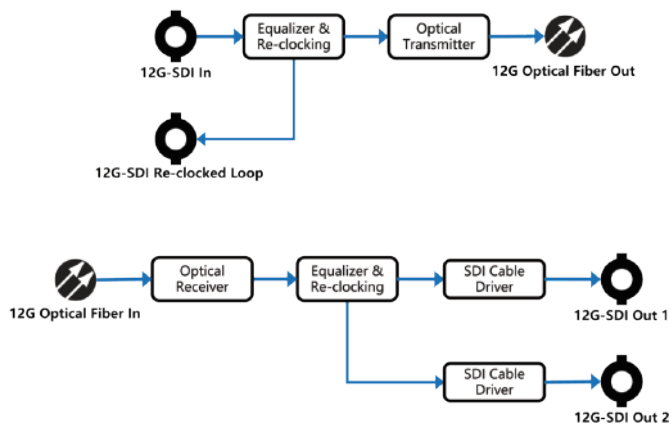 Equalizer &
Re-clocking
Optical
Transmitter
12G-SDI In
12G Optical Fiber Out
12G-SDI Re-clocked Loop
Optical
Receiver
Equalizer &
Re-clocking
SDI Cable
Driver
12G Optical Fiber In
12G-SDI Out 1
SDI Cable
Driver
12G-SDI Out 2